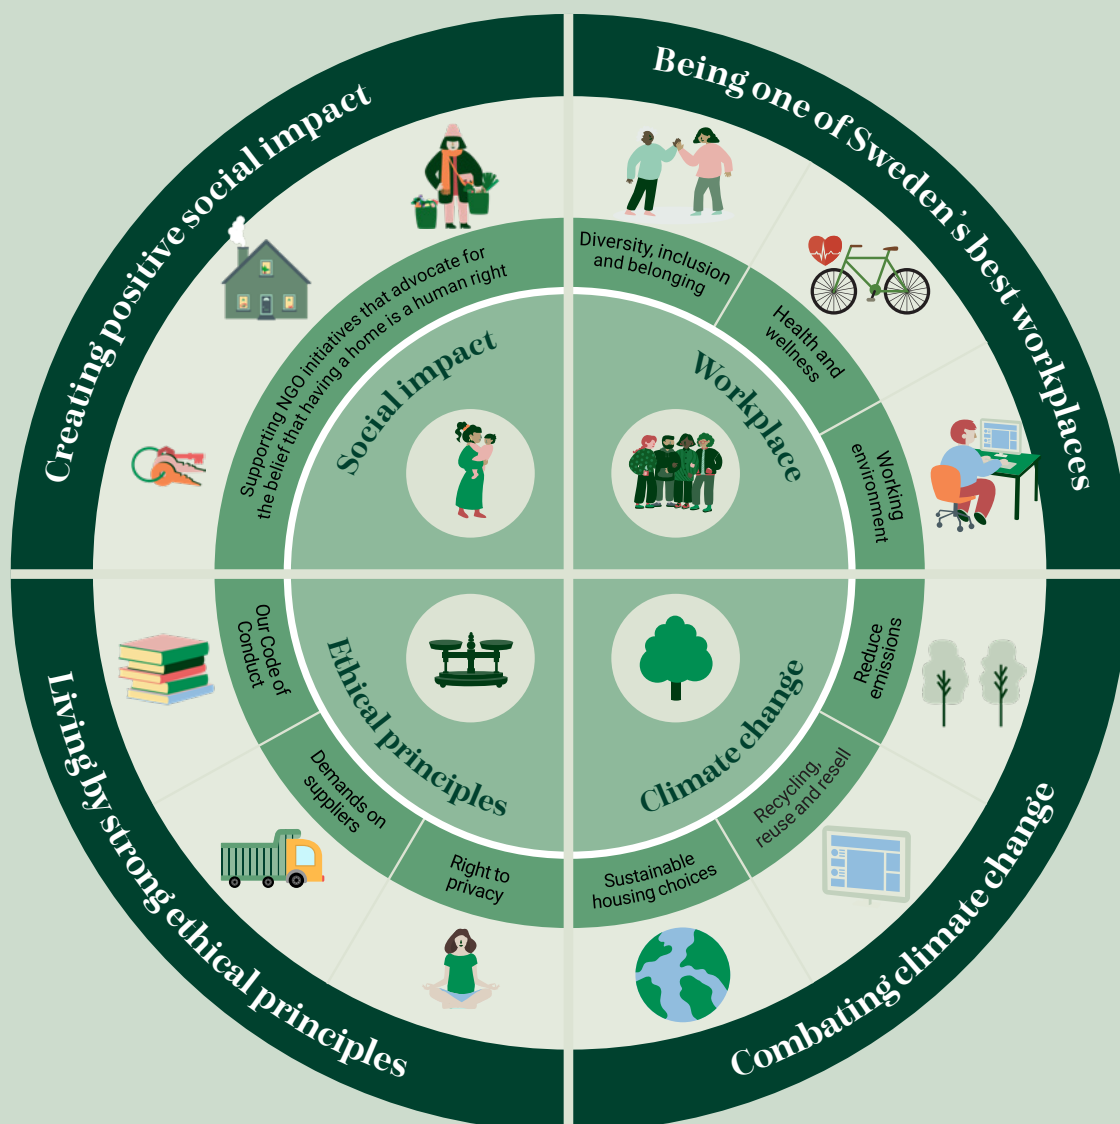 Creating positive social impact
Supporting NGO initiatives that advocate for
the belief that having a home is a human right
Social impact
Being one of Sweden's best workplaces
Diversity, inclusion
and belonging
Health and
wellness
Working
environment
Workplace
Living by strong ethical principles
Our Code of
Conduct
Demands on
suppliers
Right to
privacy
Ethical principles
Combating climate change
Reduce
emissions
Recycling,
reuse and resell
Sustainable
housing choices
Climate change